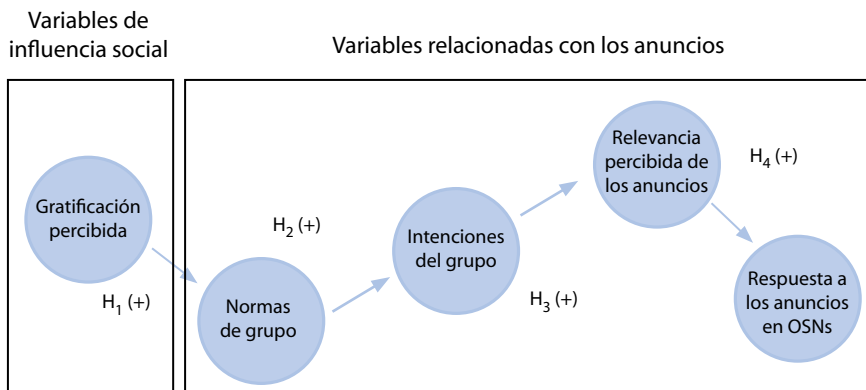 Variables de
influencia social
Variables relacionadas con los anuncios
Gratificación
percibida
H1 (+)
Normas
de grupo
H2 (+)
Intenciones
del grupo
H3 (+)
Relevancia
percibida de
los anuncios
H4 (+)
Respuesta a
los anuncios
en OSNs